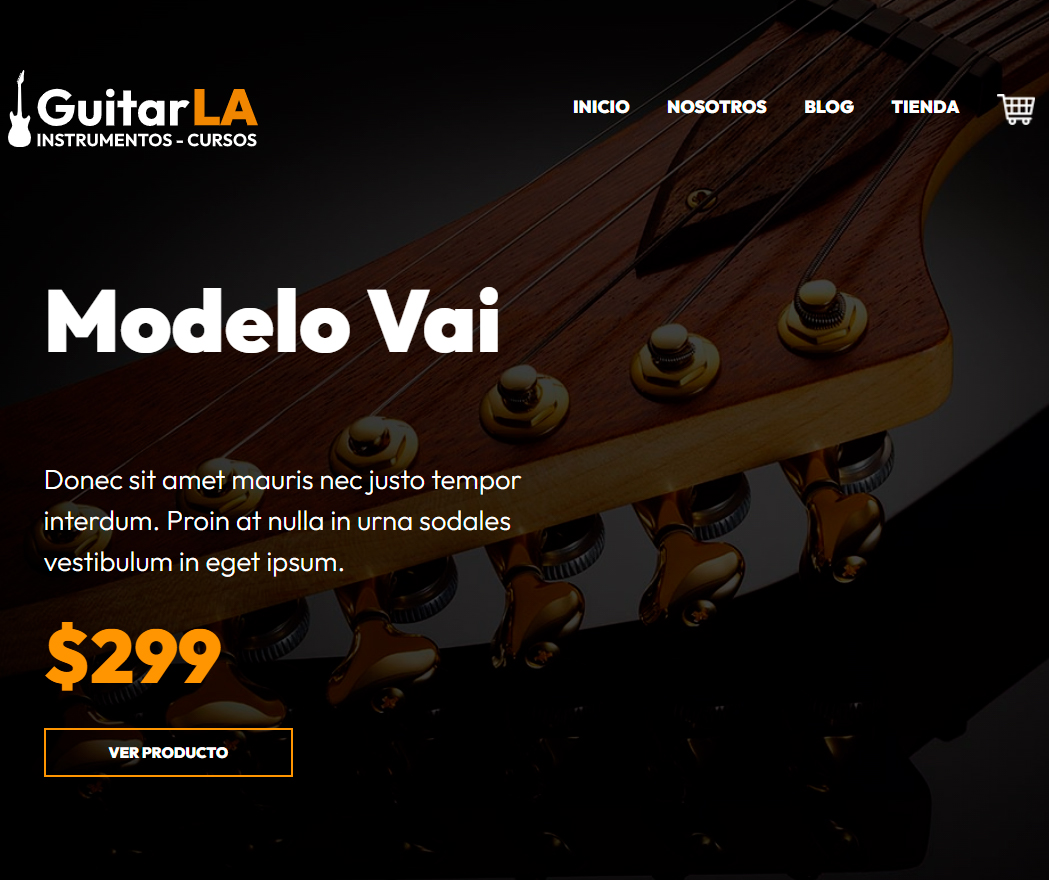 GuitarLA
INSTRUMENTOS - CURSOS
INICIO NOSOTROS BLOG TIENDA
Modelo Vai
Donec sit amet mauris nec justo tempor
interdum. Proin at nulla in urna sodales
vestibulum in eget ipsum.
$299
VER PRODUCTO